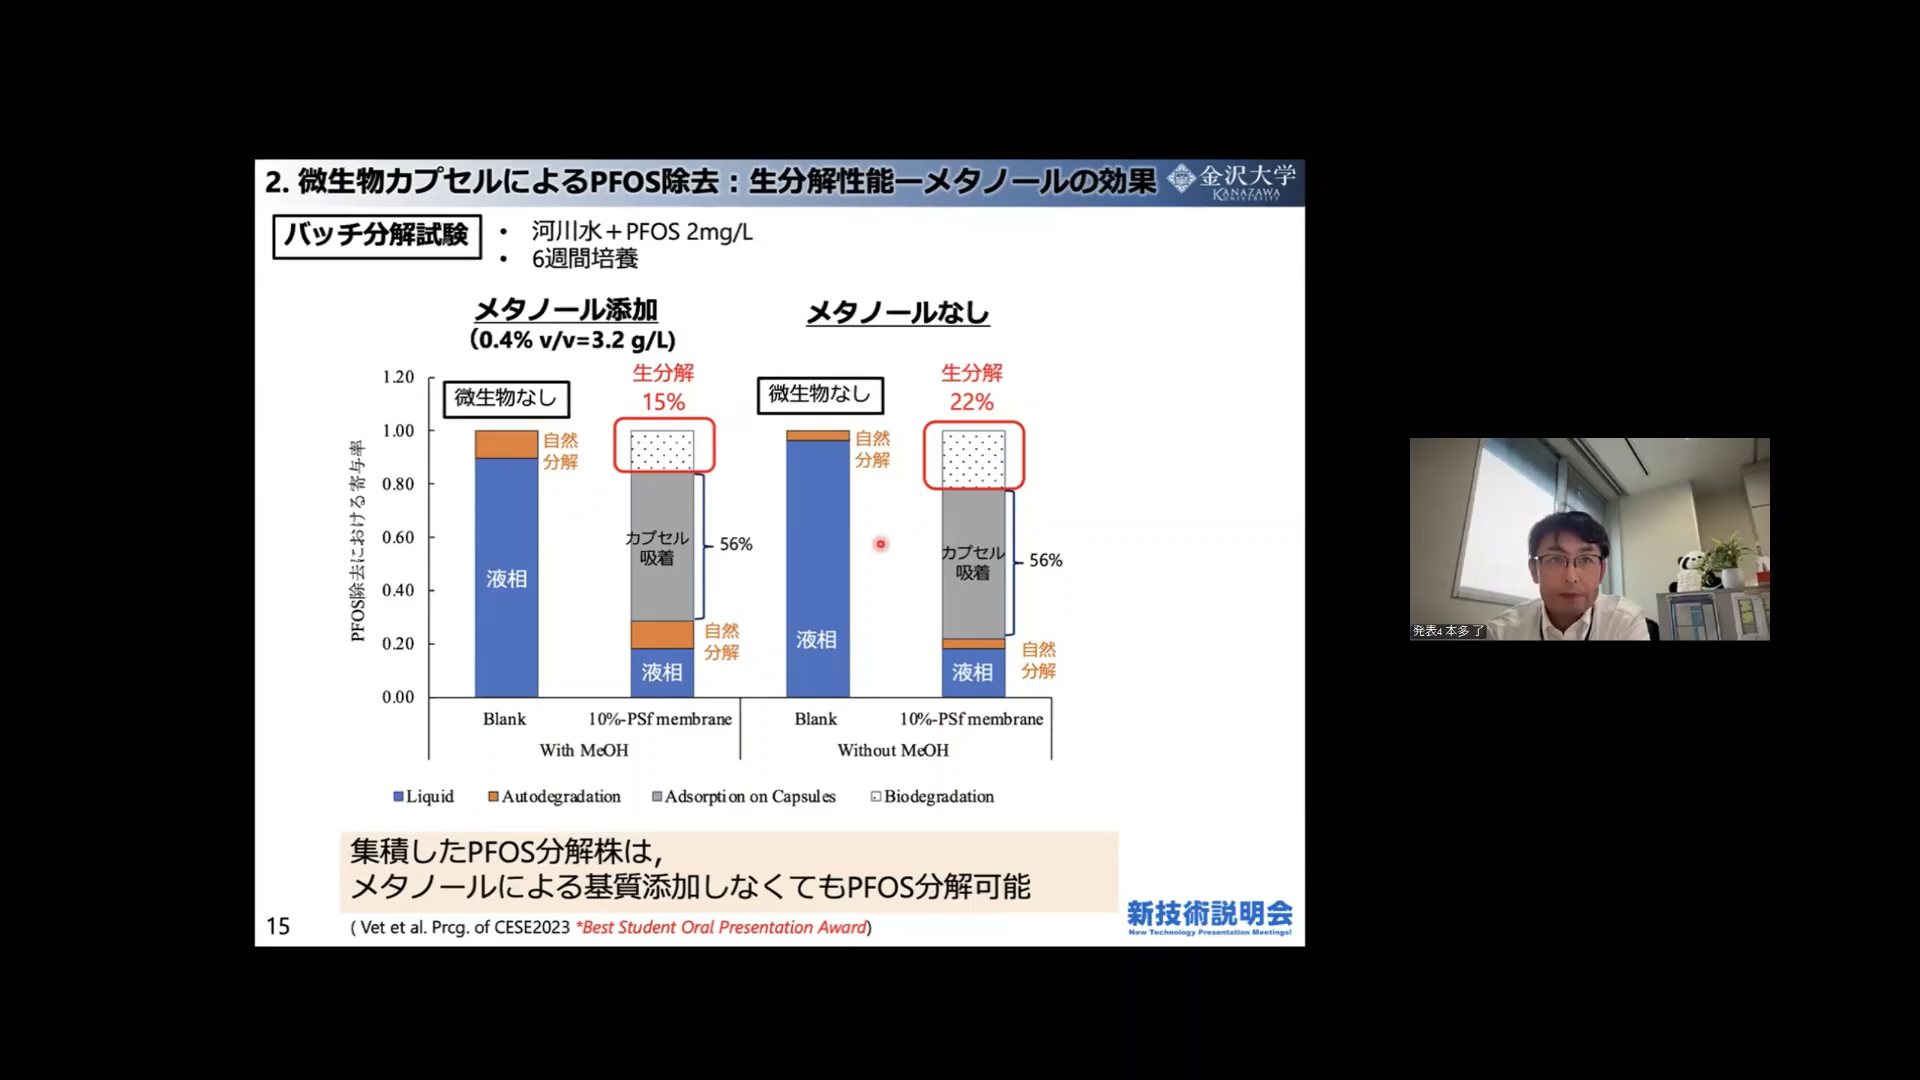 2. 微生物カプセルによるPFOS除去：生分解性能ーメタノールの効果
金沢大学
KANAZAWA
UNIVERSITY
バッチ分解試験
• 河川水＋PFOS 2mg/L
• 6週間培養
メタノール添加
（0.4% v/v=3.2 g/L)
メタノールなし
PFOS除去における寄与率
1.20
1.00
0.80
0.60
0.40
0.20
0.00
微生物なし
自然
分解
液相
生分解
15%
カプセル
吸着
56%
自然
分解
液相
微生物なし
自然
分解
液相
生分解
22%
カプセル
吸着
56%
自然
分解
液相
Blank
10%-PSf membrane
Blank
10%-PSf membrane
With MeOH
Without MeOH
Liquid
Autodegradation
Adsorption on Capsules
Biodegradation
集積したPFOS分解株は，
メタノールによる基質添加しなくてもPFOS分解可能
15
( Vet et al. Prcg. of CESE2023 *Best Student Oral Presentation Award)
新技術説明会
New Technology Presentation Meetings!
発表4 本多 了